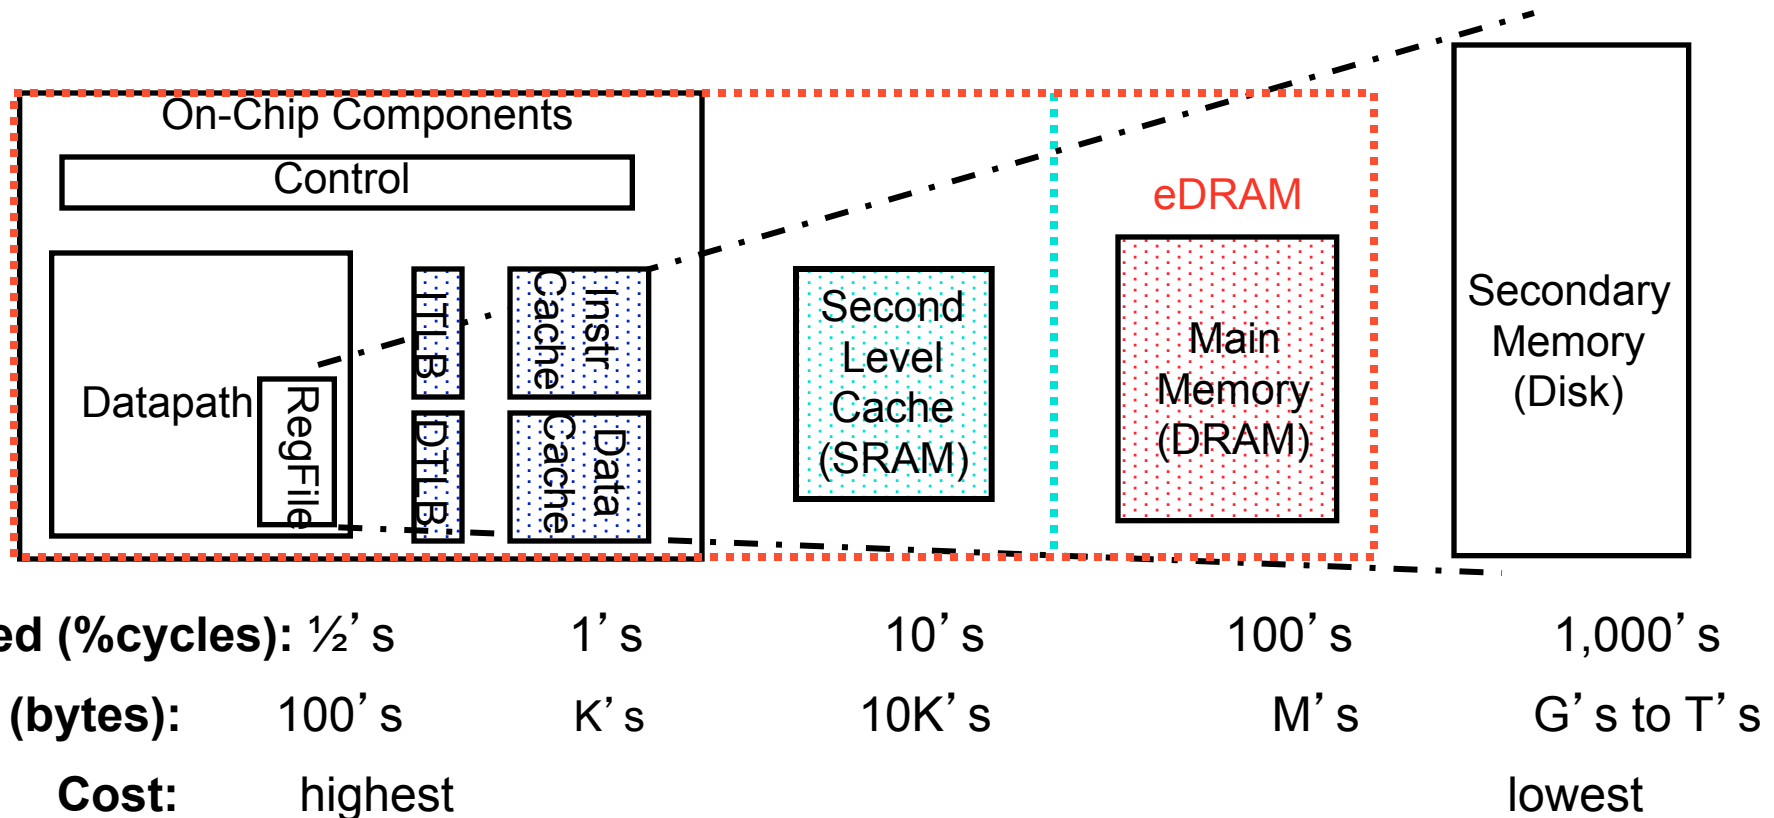 On-Chip Components
Control
eDRAM
Datapath
RegFile
ITLB
DTLB
Instr
Cache
Data
Cache
Second
Level
Cache
(SRAM)
Main
Memory
(DRAM)
Secondary
Memory
(Disk)
ed (%cycles): ½’s 1’s 10’s 100’s 1,000’s
(bytes): 100’s K’s 10K’s M’s G’s to T’s
Cost: highest lowest